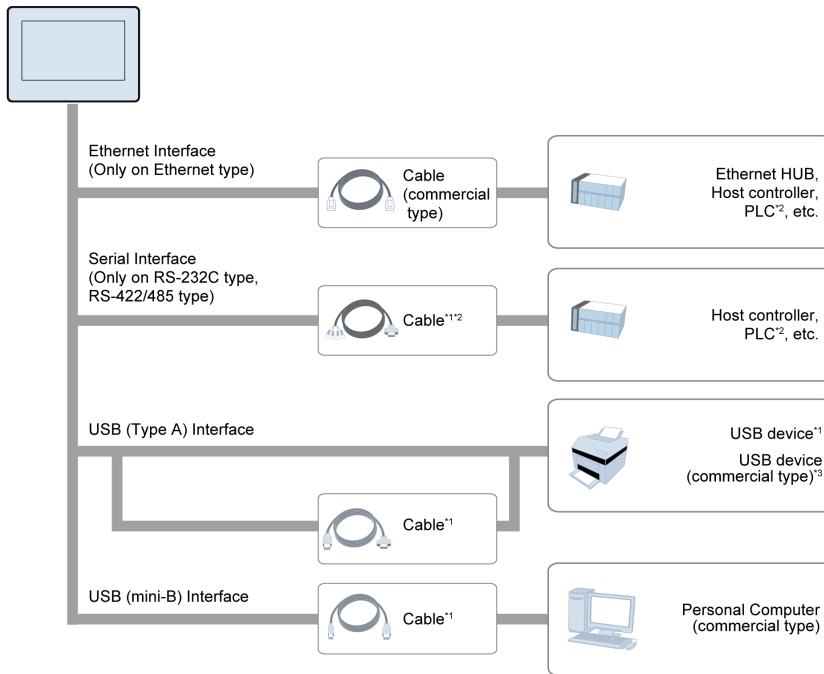 Ethernet Interface
(Only on Ethernet type)
Cable
(commercial
type)
Ethernet HUB,
Host controller,
PLC*2, etc.
Serial Interface
(Only on RS-232C type,
RS-422/485 type)
Cable*1*2
Host controller,
PLC*2, etc.
USB (Type A) Interface
USB device*1
USB device
(commercial type)*3
Cable*1
USB (mini-B) Interface
Cable*1
Personal Computer
(commercial type)